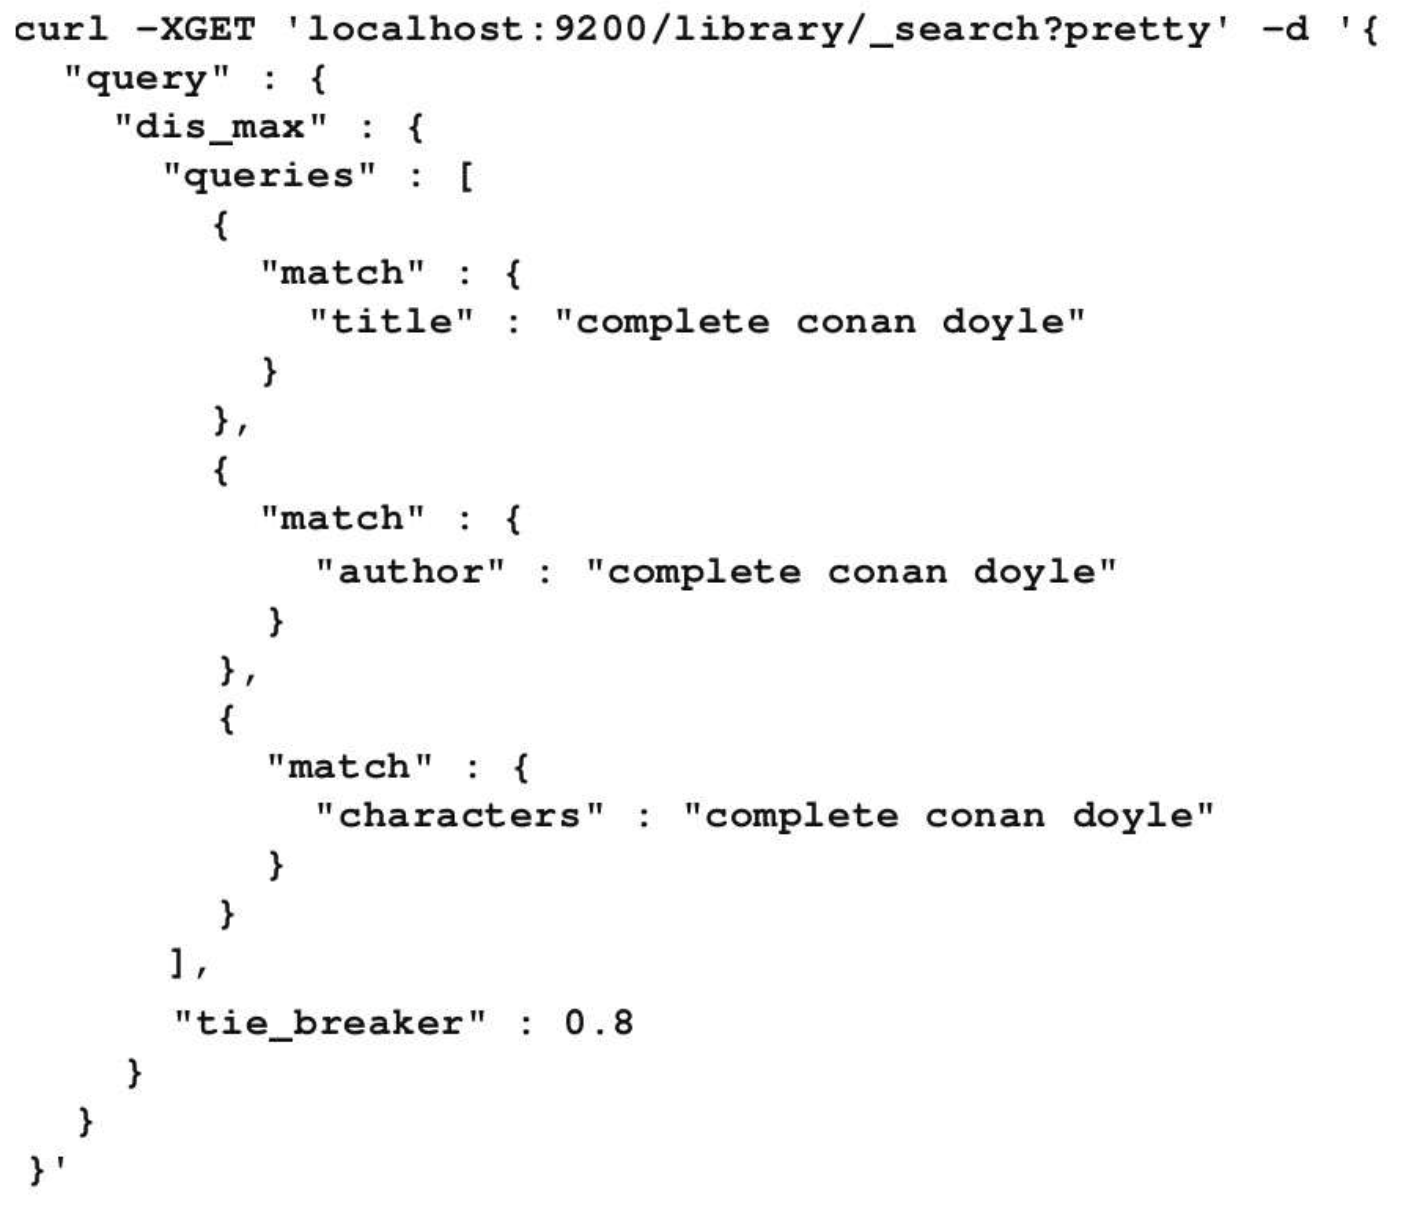 curl -XGET 'localhost:9200/library/_search?pretty' -d '{
  "query" : {
    "dis_max" : {
      "queries" : [
        {
          "match" : {
            "title" : "complete conan doyle"
          }
        },
        {
          "match" : {
            "author" : "complete conan doyle"
          }
        },
        {
          "match" : {
            "characters" : "complete conan doyle"
          }
        }
      ],
      "tie_breaker" : 0.8
    }
  }
}'